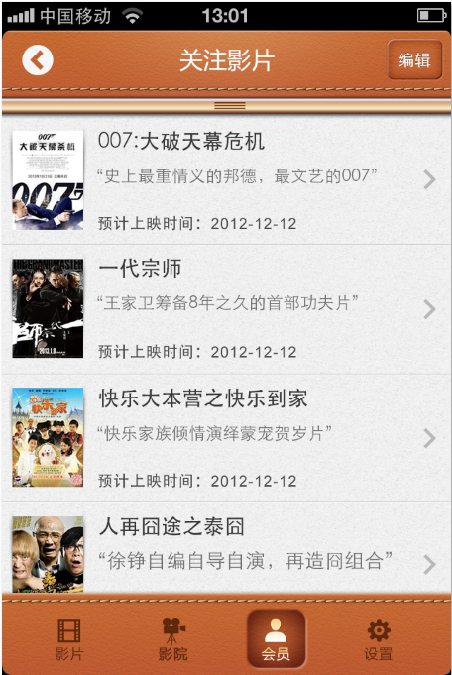 中国移动
13:01
关注影片
编辑
007
大破天幕杀机
007
007:大破天幕危机
“史上最重情义的邦德，最文艺的007”
预计上映时间：2012-12-12
一代宗师
“王家卫筹备8年之久的首部功夫片”
预计上映时间：2012-12-12
快乐大本营之快乐到家
“快乐家族倾情演绎蒙宠贺岁片”
预计上映时间：2012-12-12
人再囧途之泰囧
“徐铮自编自导自演，再造囧组合”
影片
影院
会员
设置